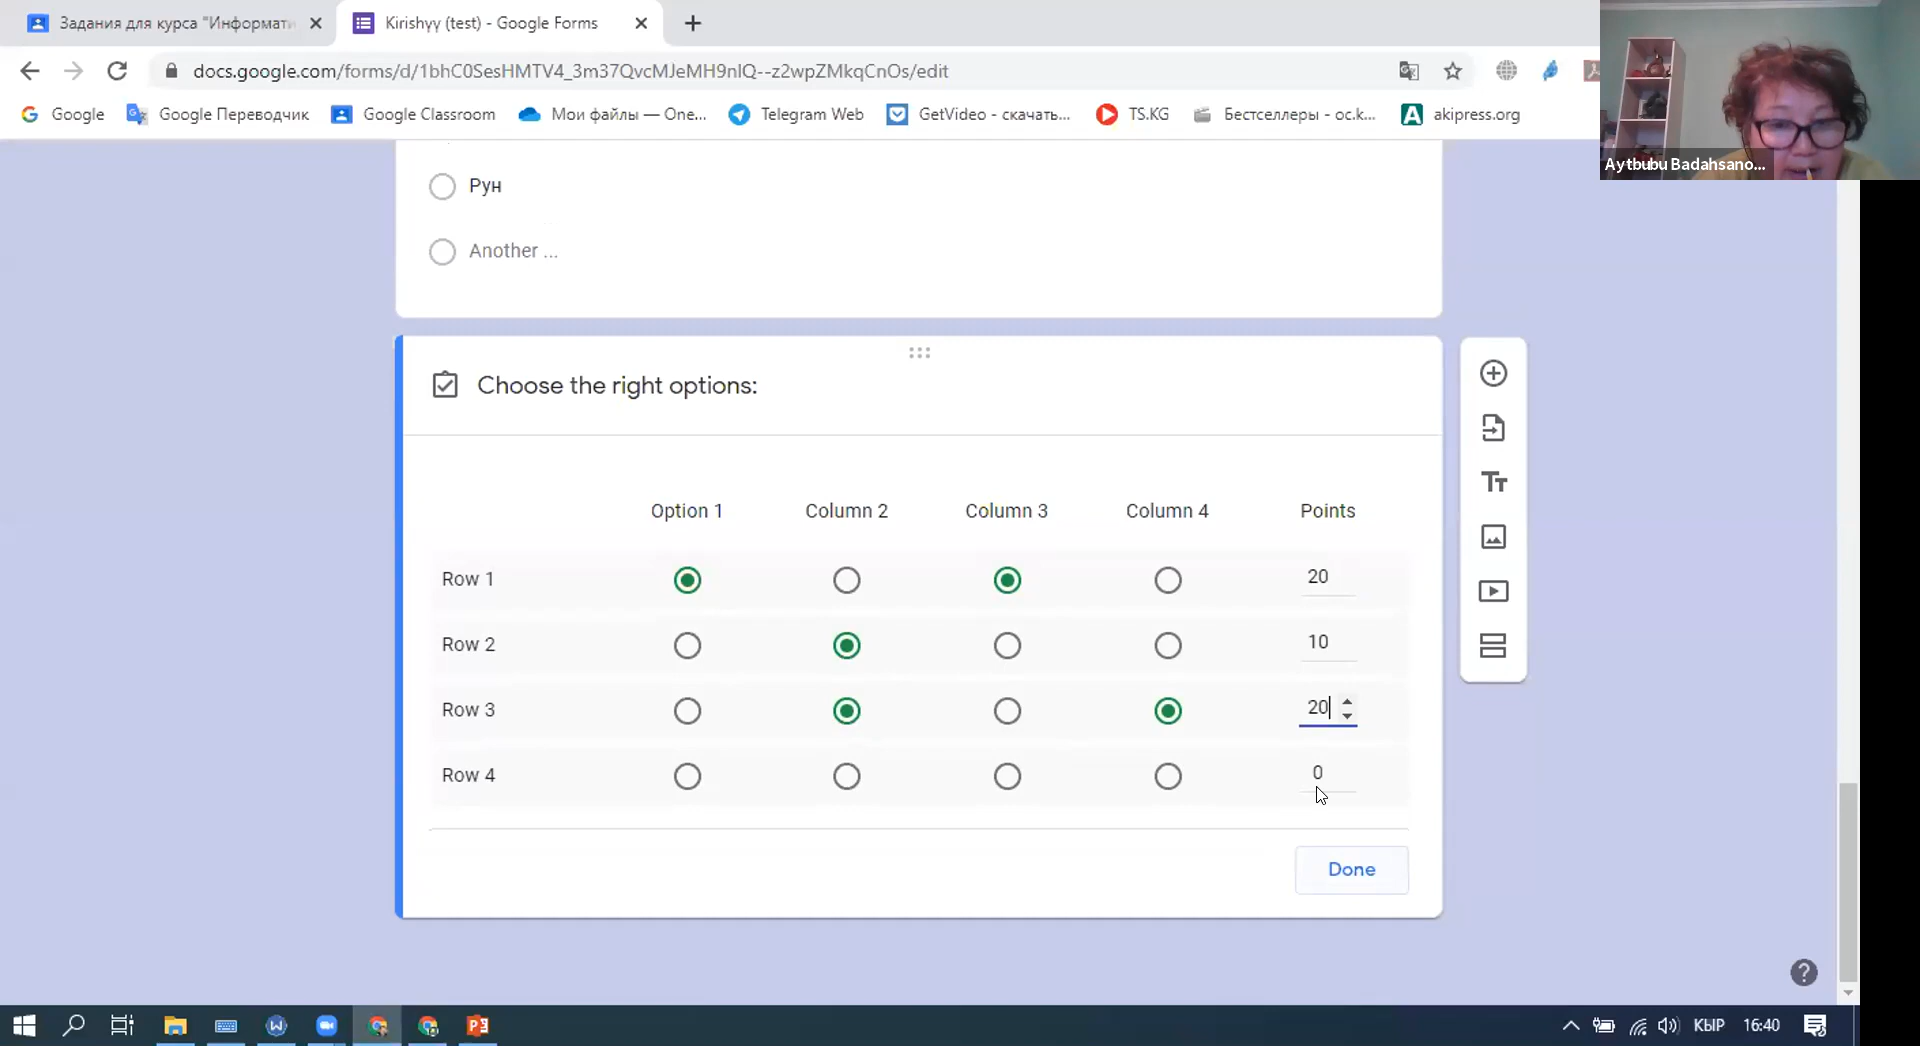 Задания для курса "Информати
Kirishyy (test) - Google Forms
docs.google.com/forms/d/1bhC0SesHMTV4_3m37QvcMJeMH9nlQ--z2wpZMkqCnOs/edit
Google
Google Переводчик
Google Classroom
Мои файлы — One...
Telegram Web
GetVideo - скачать...
TS.KG
Бестселлеры - oc.k...
akipress.org
Aytbubu Badahsano...
Рун
Another ...
Choose the right options:
Option 1 Column 2 Column 3 Column 4 Points
Row 1 20
Row 2 10
Row 3 20
Row 4 0
Done
КЫР 16:40